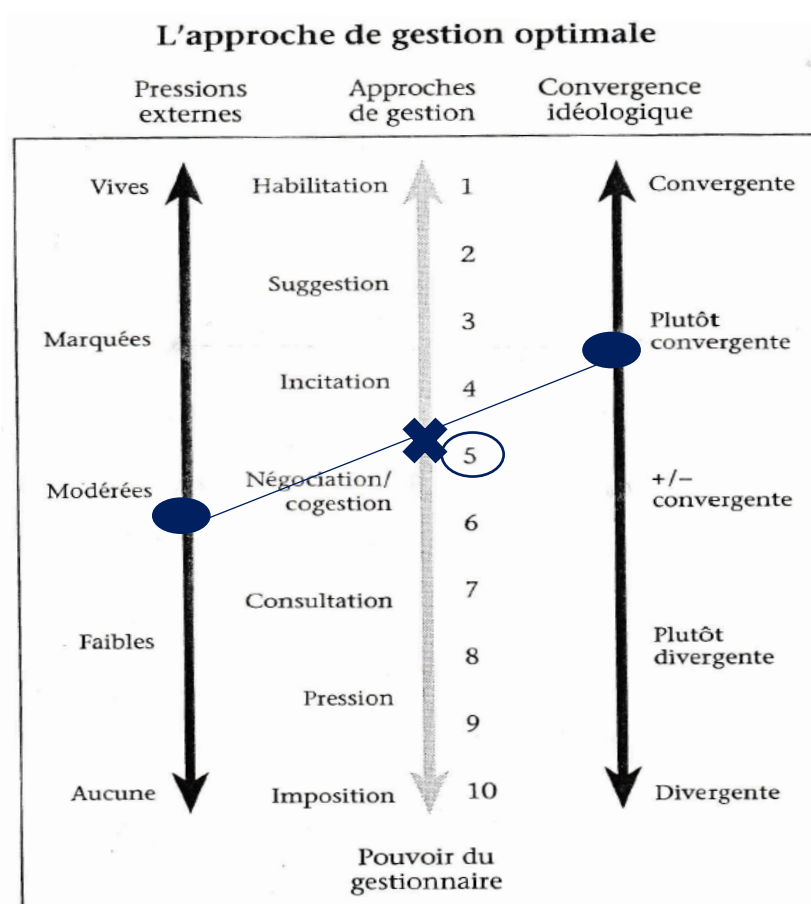 L'approche de gestion optimale
Pressions
externes
Approches
de gestion
Convergence
idéologique
Vives
Habilitation
1
Convergente
2
Suggestion
3
Marquées
Plutôt
convergente
Incitation
4
5
Modérées
Négociation/
cogestion
+/–
convergente
6
7
Consultation
Faibles
Plutôt
divergente
8
Pression
9
Aucune
Imposition
10
Divergente
Pouvoir du
gestionnaire